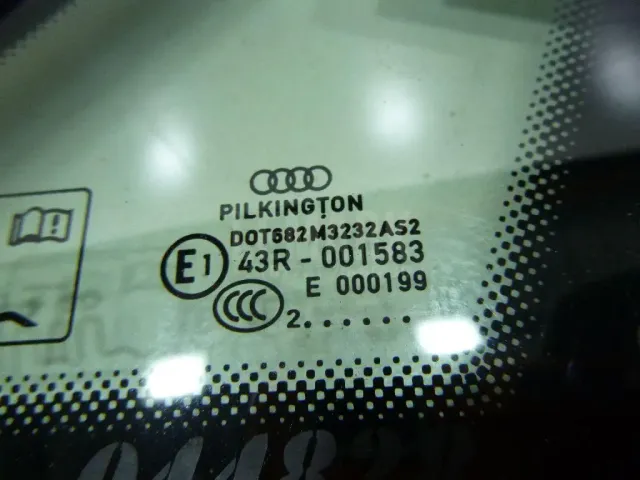 PILKINGTON
DOT682M3232AS2
E1 43R - 001583
E 000199
CCC
2......